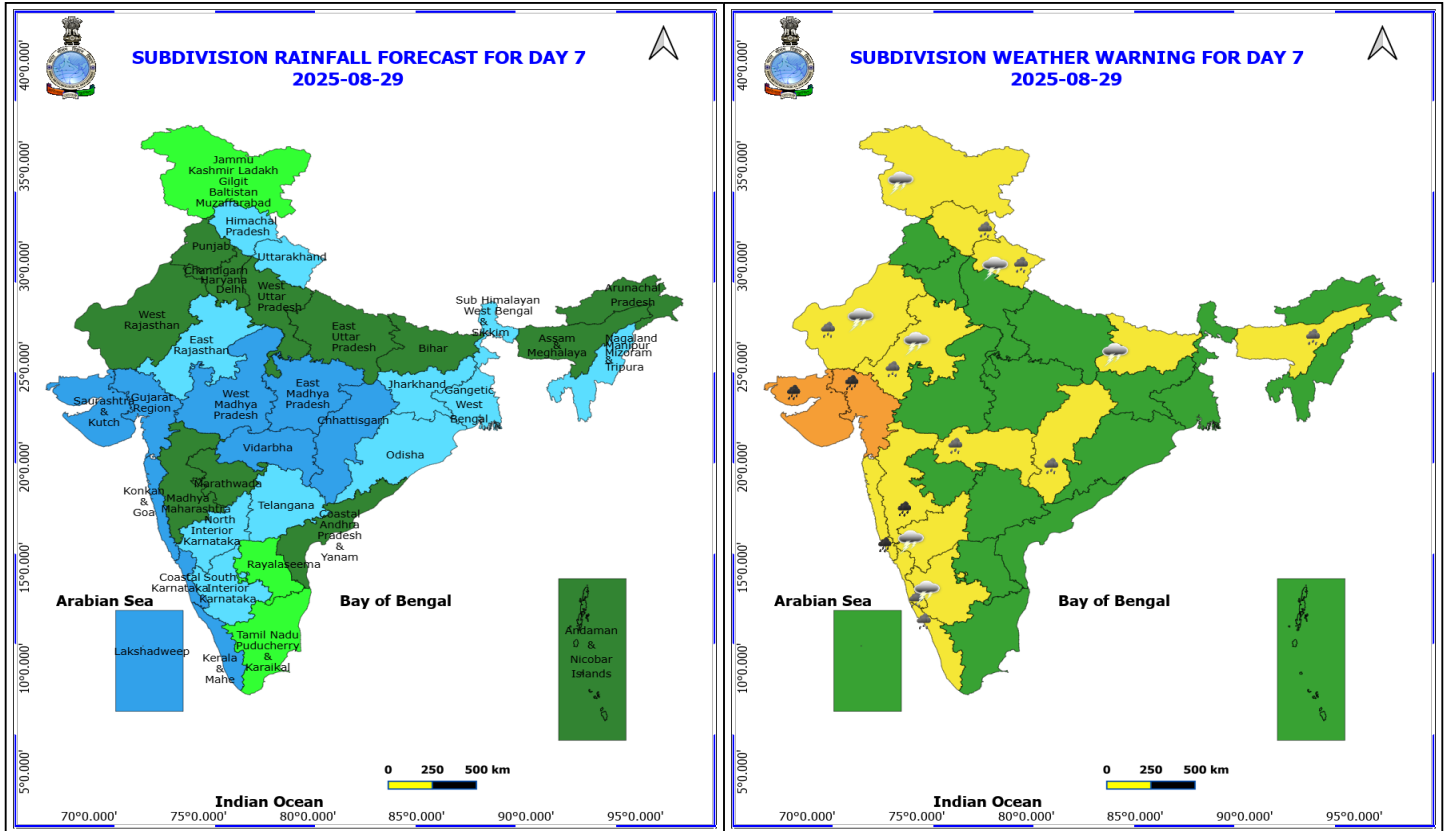 SUBDIVISION RAINFALL FORECAST FOR DAY 7
2025-08-29
40°0.000'
35°0.000'
30°0.000'
25°0.000'
20°0.000'
15°0.000'
10°0.000'
5°0.000'
Jammu
Kashmir Ladakh
Gilgit
Baltistan
Muzaffarabad
Himachal
Pradesh
Punjab
Uttarakhand
Chandigarh
Haryana
Delhi
West
Uttar
Pradesh
West
Rajasthan
East
Rajasthan
East
Uttar
Pradesh
Bihar
Sub Himalayan
West Bengal
&
Sikkim
Arunachal
Pradesh
Assam
&
Meghalaya
Nagaland
Manipur
Mizoram
&
Tripura
Jharkhand
Gangetic
West
Bengal
Saurashtra
&
Kutch
Gujarat
Region
West
Madhya
Pradesh
East
Madhya
Pradesh
Chhattisgarh
Vidarbha
Odisha
Konkan
&
Goa
Madhya
Maharashtra
Marathwada
Telangana
North
Interior
Karnataka
Coastal
Andhra
Pradesh
&
Yanam
Rayalaseema
Coastal
Karnataka
South
Interior
Karnataka
Tamil Nadu
Puducherry
&
Karaikal
Kerala
&
Mahe
Lakshadweep
Andaman
&
Nicobar
Islands
Arabian Sea
Bay of Bengal
0 250 500 km
Indian Ocean
70°0.000' 75°0.000' 80°0.000' 85°0.000' 90°0.000' 95°0.000'
SUBDIVISION WEATHER WARNING FOR DAY 7
2025-08-29
40°0.000'
35°0.000'
30°0.000'
25°0.000'
20°0.000'
15°0.000'
10°0.000'
5°0.000'
Arabian Sea
Bay of Bengal
0 250 500 km
Indian Ocean
70°0.000' 75°0.000' 80°0.000' 85°0.000' 90°0.000' 95°0.000'